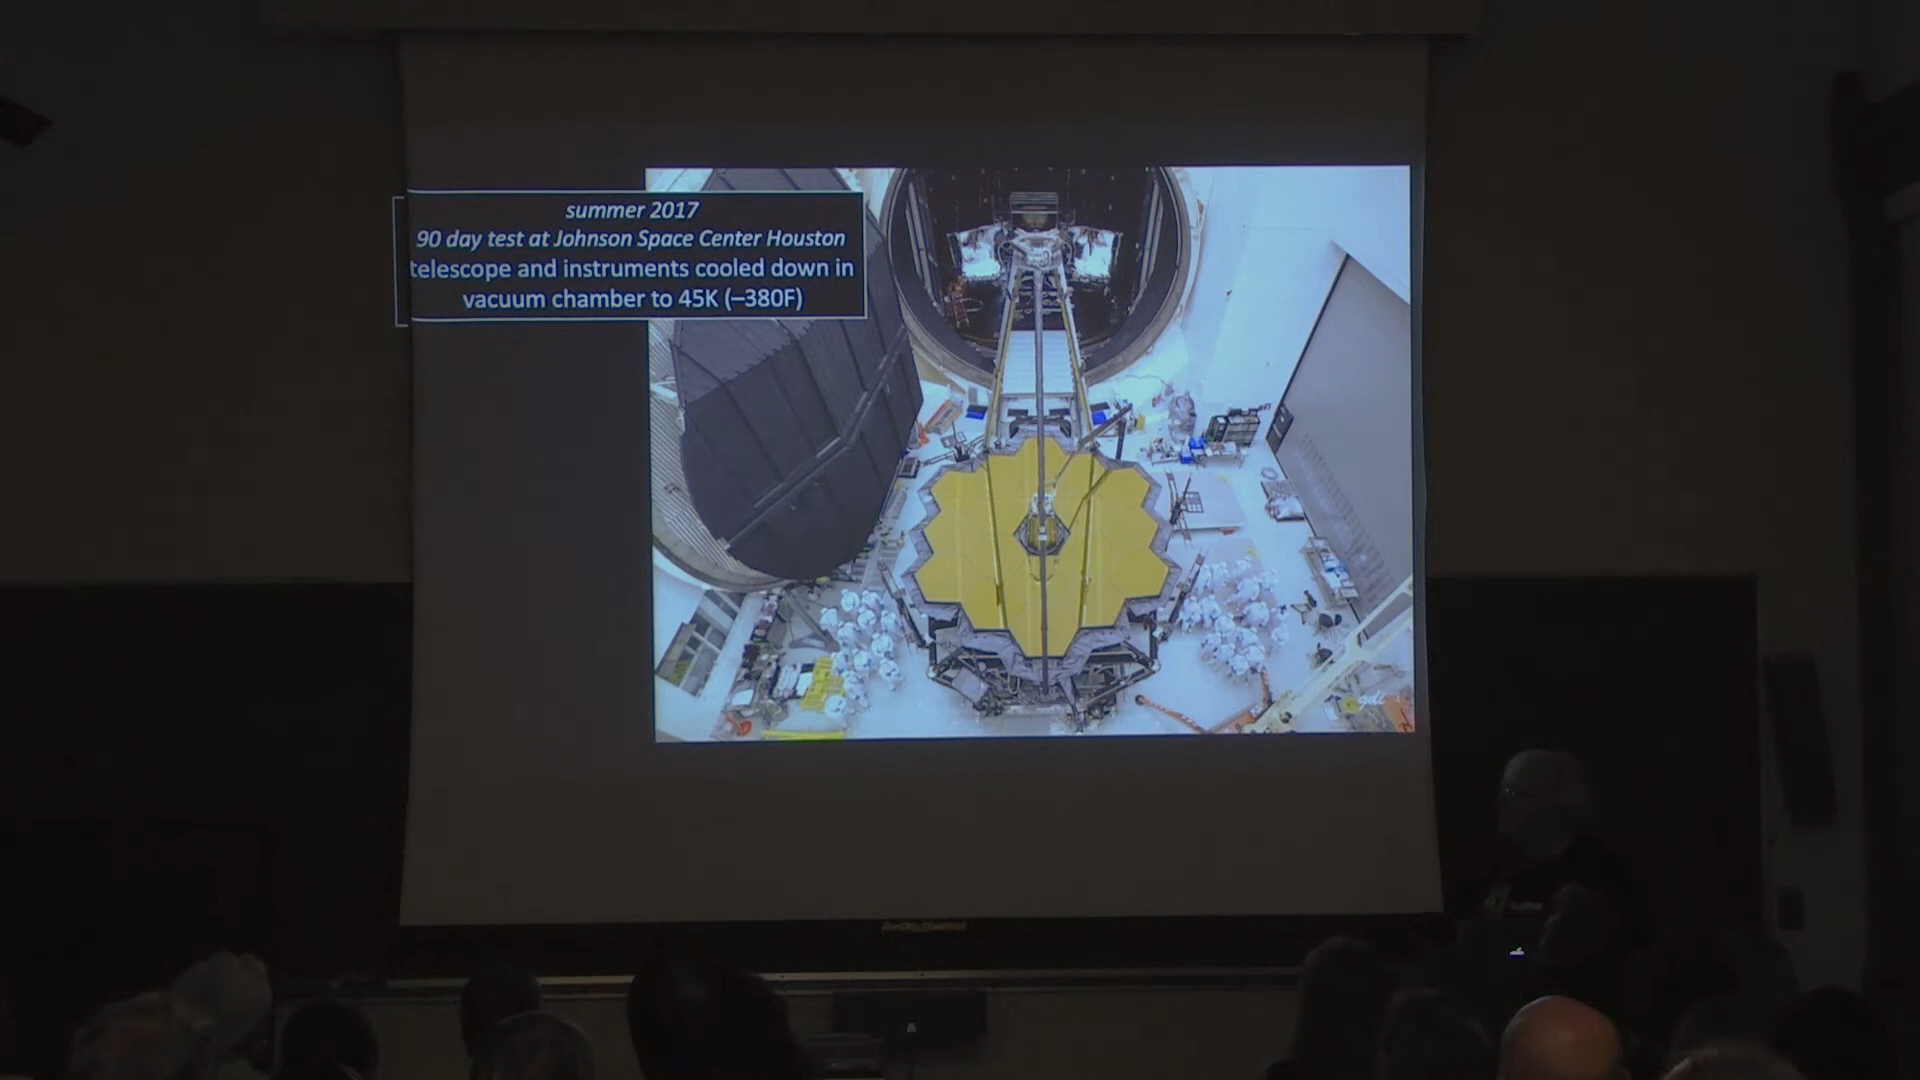 summer 2017
90 day test at Johnson Space Center Houston
telescope and instruments cooled down in
vacuum chamber to 45K (–380F)